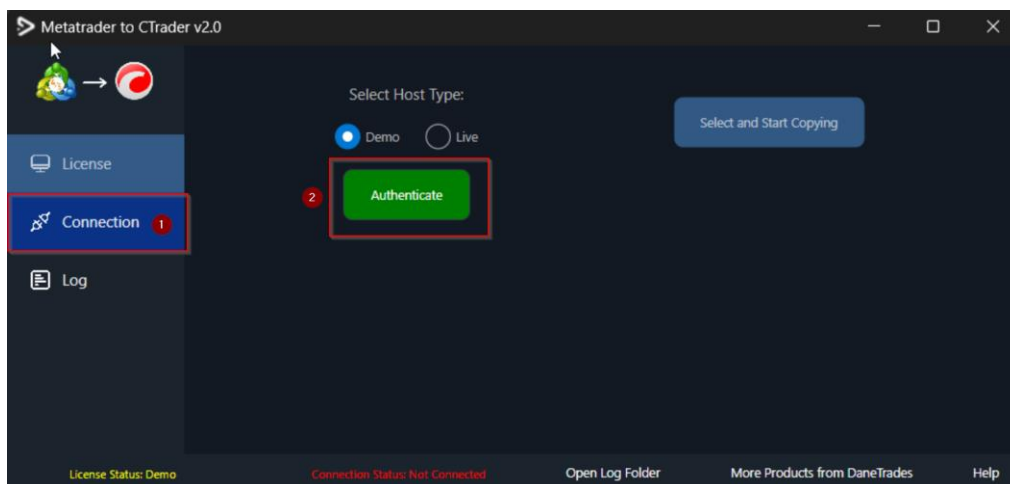 Metatrader to CTrader v2.0
Select Host Type:
Demo
Live
Select and Start Copying
License
Authenticate
2
Connection
1
Log
License Status: Demo
Connection Status: Not Connected
Open Log Folder
More Products from DaneTrades
Help